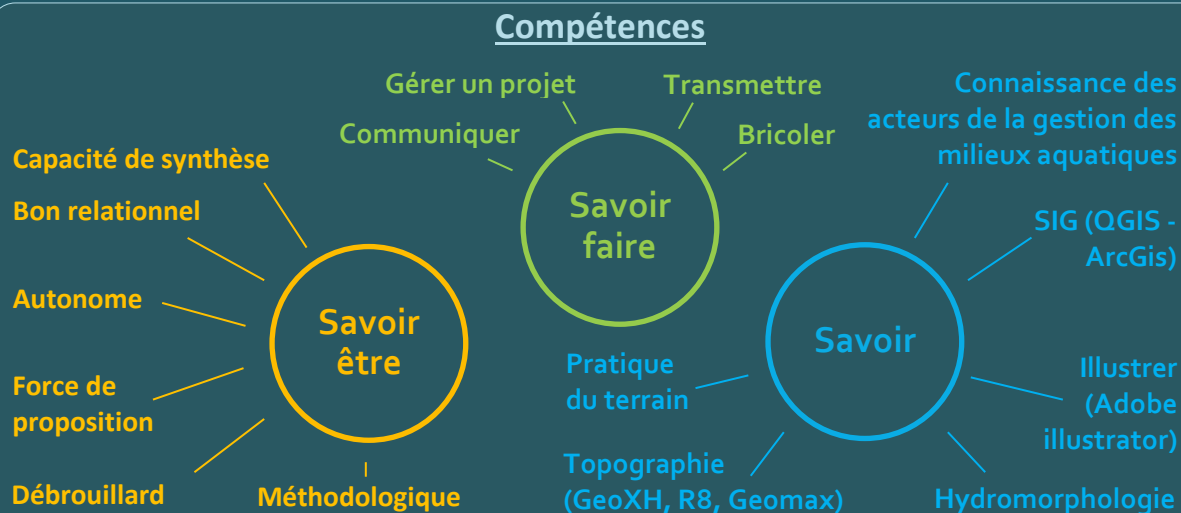 Compétences
Gérer un projet
Communiquer
Transmettre
Bricoler
Savoir
faire
Capacité de synthèse
Bon relationnel
Autonome
Force de
proposition
Débrouillard
Méthodologique
Savoir
être
Connaissance des
acteurs de la gestion des
milieux aquatiques
SIG (QGIS -
ArcGis)
Savoir
Pratique
du terrain
Illustrer
(Adobe
illustrator)
Topographie
(GeoXH, R8, Geomax)
Hydromorphologie